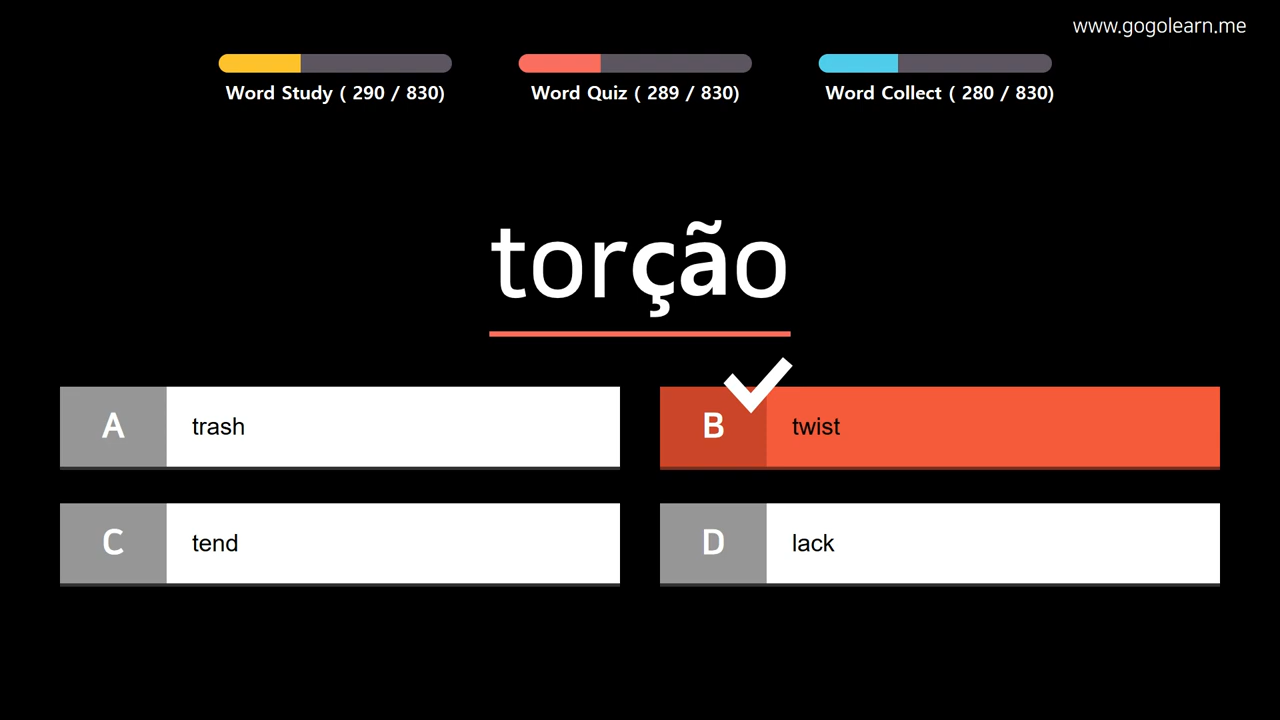 www.gogolearn.me
Word Study ( 290 / 830)
Word Quiz ( 289 / 830)
Word Collect ( 280 / 830)
torção
A trash
B twist
C tend
D lack